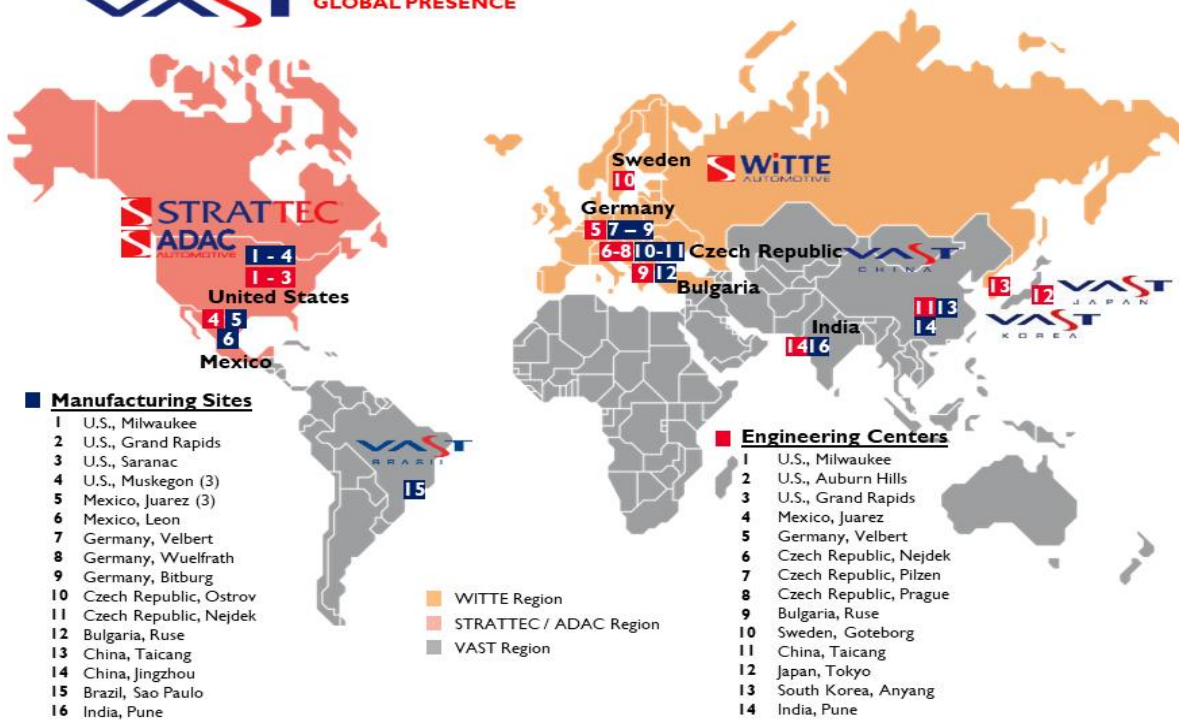 VAST
GLOBAL PRESENCE
Sweden
10
WiTTE
AUTOMOTIVE
Germany
5 7 – 9
6-8 10-11 Czech Republic
9 12
Bulgaria
STRATTEC
ADAC
AUTOMOTIVE
1 - 4
1 - 3
United States
4 5
6
Mexico
VAST
CHINA
13
12
VAST
JAPAN
VAST
KOREA
11 13
14
India
14 16
VAST
BRASIL
15
Manufacturing Sites
1 U.S., Milwaukee
2 U.S., Grand Rapids
3 U.S., Saranac
4 U.S., Muskegon (3)
5 Mexico, Juarez (3)
6 Mexico, Leon
7 Germany, Velbert
8 Germany, Wuelfrath
9 Germany, Bitburg
10 Czech Republic, Ostrov
11 Czech Republic, Nejdek
12 Bulgaria, Ruse
13 China, Taicang
14 China, Jingzhou
15 Brazil, Sao Paulo
16 India, Pune
WITTE Region
STRATTEC / ADAC Region
VAST Region
Engineering Centers
1 U.S., Milwaukee
2 U.S., Auburn Hills
3 U.S., Grand Rapids
4 Mexico, Juarez
5 Germany, Velbert
6 Czech Republic, Nejdek
7 Czech Republic, Pilzen
8 Czech Republic, Prague
9 Bulgaria, Ruse
10 Sweden, Goteborg
11 China, Taicang
12 Japan, Tokyo
13 South Korea, Anyang
14 India, Pune